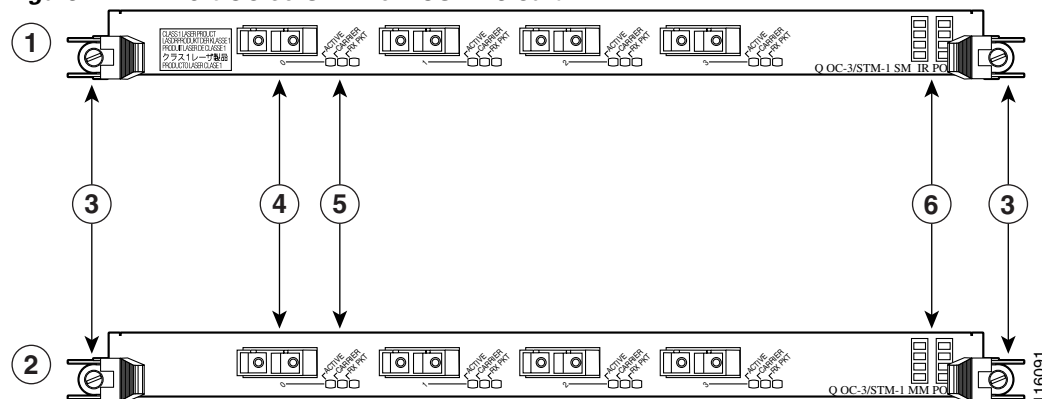 1
CLASS 1 LASER PRODUCT
LASERPRODUKT DER KLASSE 1
PRODUIT LASER DE CLASSE 1
クラス1レーザ製品
PRODUCTO LASER CLASE 1
0 ACTIVE CARRIER RX PKT
1 ACTIVE CARRIER RX PKT
2 ACTIVE CARRIER RX PKT
3 ACTIVE CARRIER RX PKT
Q OC-3/STM-1 SM IR PO
3 4 5 6 3
2
0 ACTIVE CARRIER RX PKT
1 ACTIVE CARRIER RX PKT
2 ACTIVE CARRIER RX PKT
3 ACTIVE CARRIER RX PKT
Q OC-3/STM-1 MM PO
116091